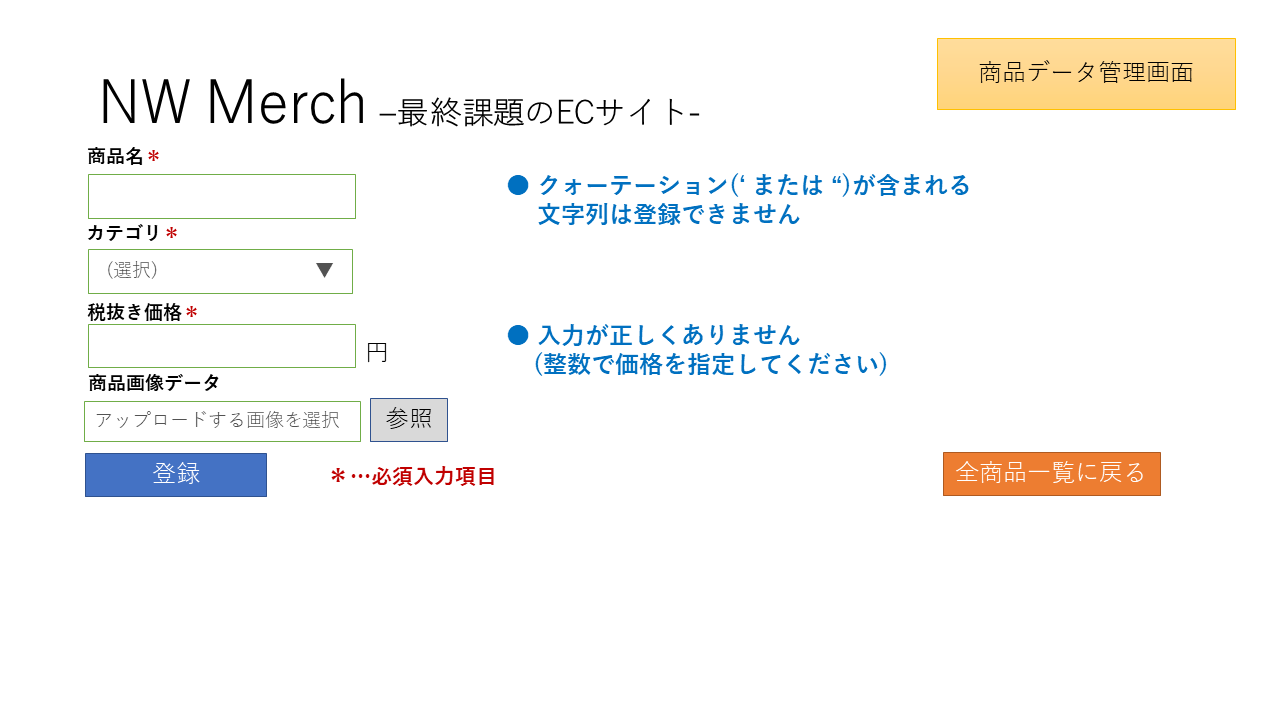 商品データ管理画面
NW Merch –最終課題のECサイト-
商品名＊
● クォーテーション(‘ または “)が含まれる
文字列は登録できません
カテゴリ＊
(選択) ▼
税抜き価格＊
円
● 入力が正しくありません
(整数で価格を指定してください)
商品画像データ
アップロードする画像を選択 参照
登録 ＊…必須入力項目 全商品一覧に戻る